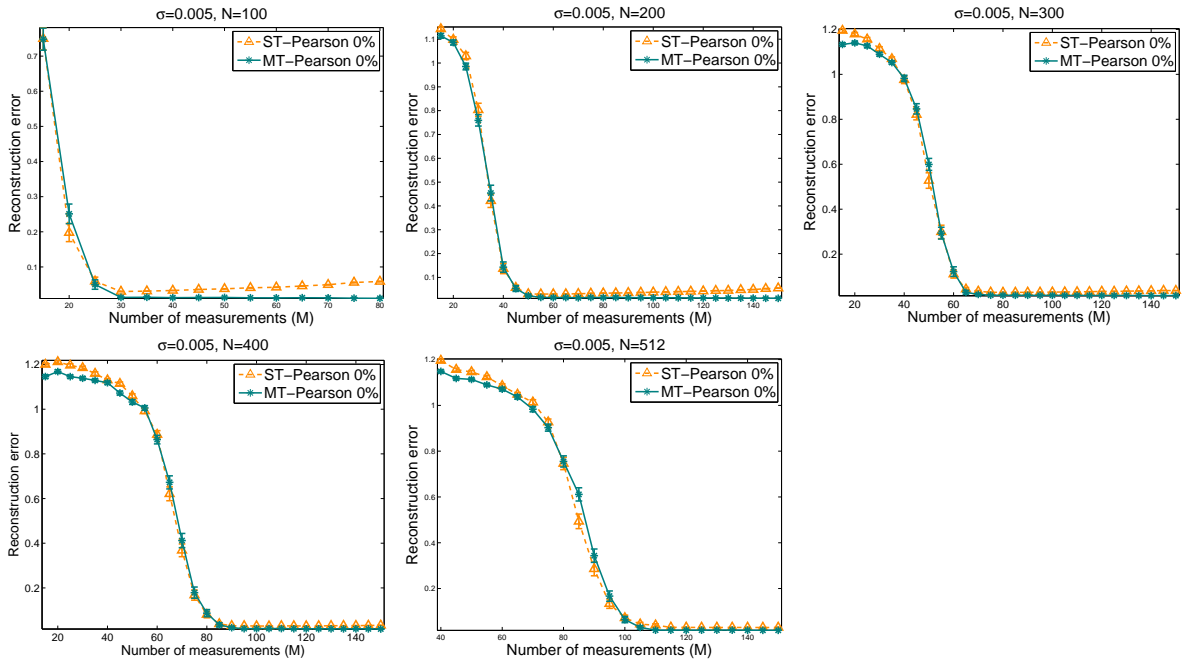 σ=0.005, N=100
ST−Pearson 0%
MT−Pearson 0%
Reconstruction error
0.7
0.5
0.3
0.2
0.1
20
30
40
50
60
70
80
Number of measurements (M)
σ=0.005, N=200
ST−Pearson 0%
MT−Pearson 0%
Reconstruction error
1.1
1
0.9
0.8
0.7
0.6
0.5
0.4
0.3
0.2
0.1
20
40
60
80
100
120
140
Number of measurements (M)
σ=0.005, N=300
ST−Pearson 0%
MT−Pearson 0%
Reconstruction error
1.2
1
0.8
0.6
0.4
0.2
20
40
60
80
100
120
140
Number of measurements (M)
σ=0.005, N=400
ST−Pearson 0%
MT−Pearson 0%
Reconstruction error
1.2
1
0.8
0.6
0.4
0.2
20
40
60
80
100
120
140
Number of measurements (M)
σ=0.005, N=512
ST−Pearson 0%
MT−Pearson 0%
Reconstruction error
1.2
1
0.8
0.6
0.4
0.2
40
60
80
100
120
140
Number of measurements (M)